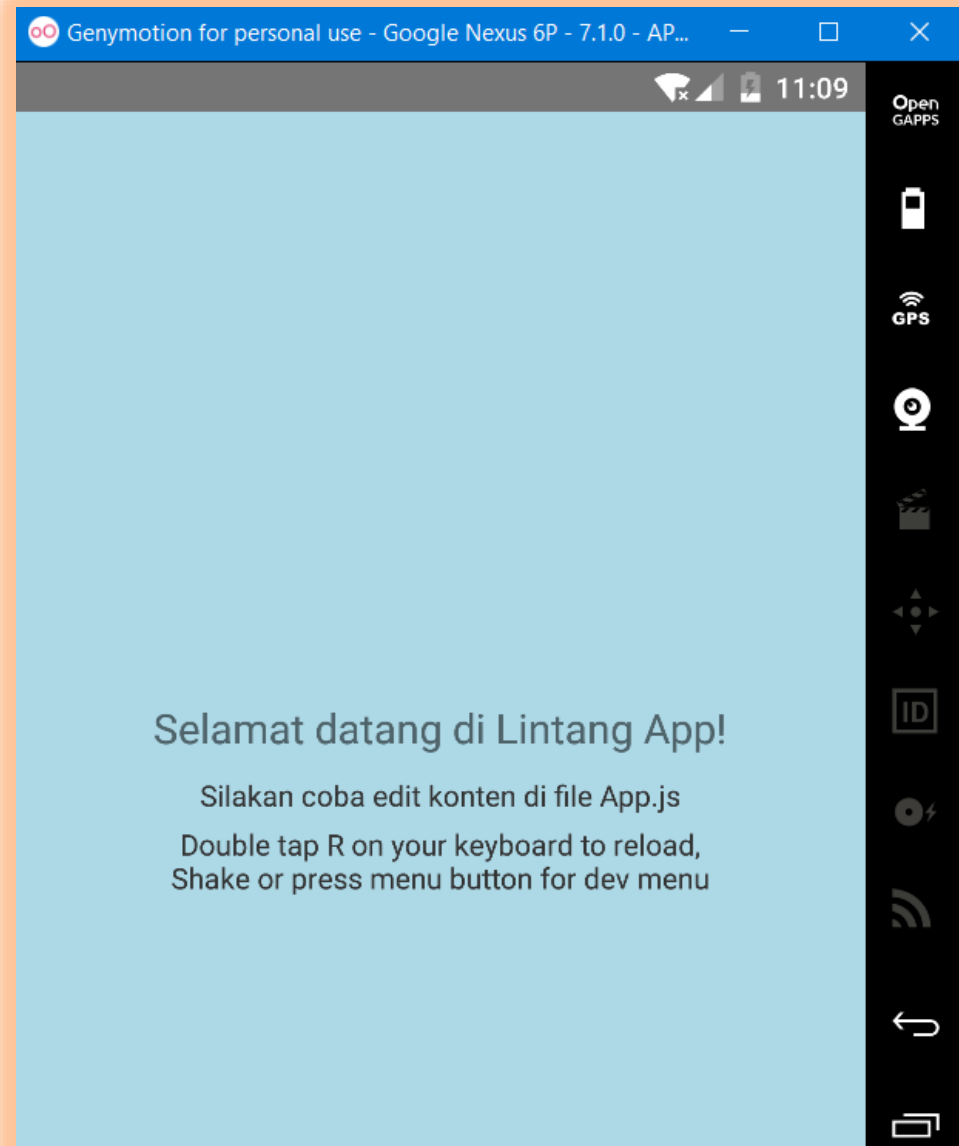 Genymotion for personal use - Google Nexus 6P - 7.1.0 - AP...
11:09
Open
GAPPS
GPS
ID
Selamat datang di Lintang App!
Silakan coba edit konten di file App.js
Double tap R on your keyboard to reload,
Shake or press menu button for dev menu